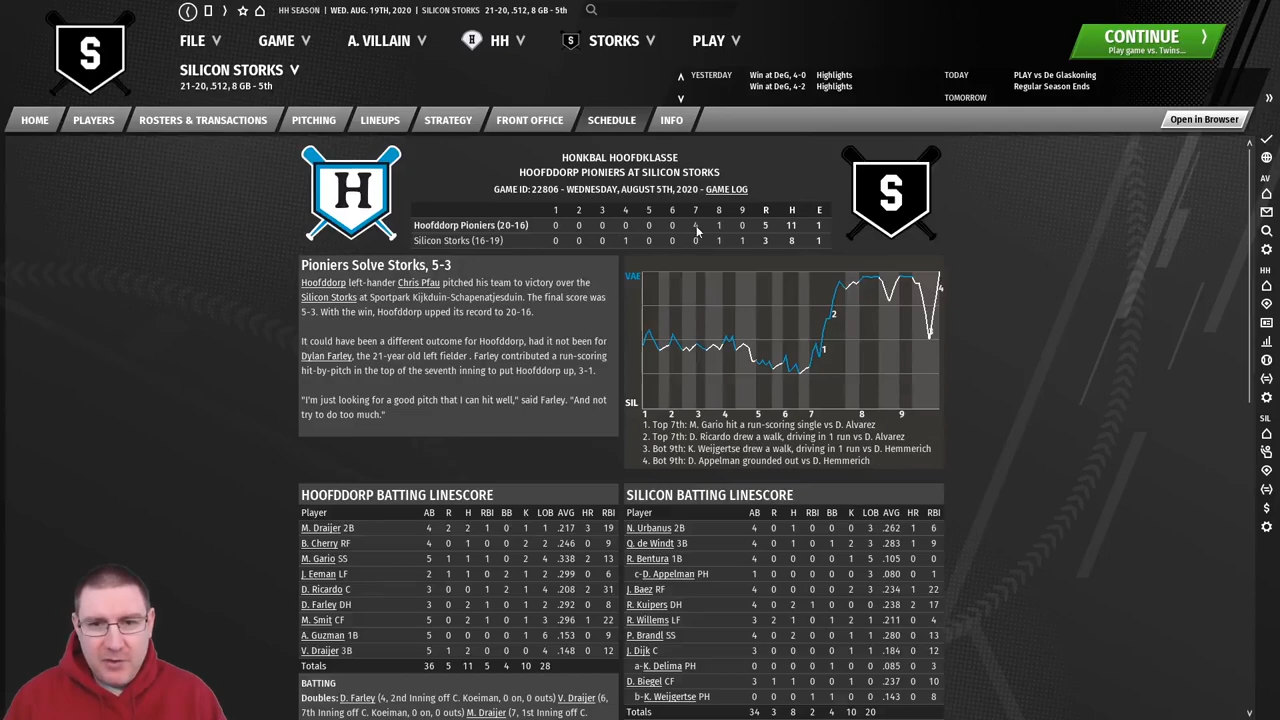 HH SEASON | WED. AUG. 19TH, 2020 | SILICON STORKS 21-20, .512, 8 GB - 5th
S
FILE GAME A. VILLAIN H HH S STORKS PLAY
CONTINUE
Play game vs. Twins...
SILICON STORKS
21-20, .512, 8 GB - 5th
YESTERDAY Win at DeG, 4-0 Highlights TODAY PLAY vs De Glaskoning
Win at DeG, 4-2 Highlights Regular Season Ends
TOMORROW
HOME PLAYERS ROSTERS & TRANSACTIONS PITCHING LINEUPS STRATEGY FRONT OFFICE SCHEDULE INFO Open in Browser
H
HONKBAL HOOFDKLASSE
HOOFDDORP PIONIERS AT SILICON STORKS
GAME ID: 22806 - WEDNESDAY, AUGUST 5TH, 2020 - GAME LOG
S
1 2 3 4 5 6 7 8 9 R H E
Hoofddorp Pioniers (20-16) 0 0 0 0 0 0 4 1 0 5 11 1
Silicon Storks (16-19) 0 0 0 1 0 0 0 1 1 3 8 1
Pioniers Solve Storks, 5-3
Hoofddorp left-hander Chris Pfau pitched his team to victory over the
Silicon Storks at Sportpark Kijkduin-Schapenatjesduin. The final score was
5-3. With the win, Hoofddorp upped its record to 20-16.
It could have been a different outcome for Hoofddorp, had it not been for
Dylan Farley, the 21-year old left fielder . Farley contributed a run-scoring
hit-by-pitch in the top of the seventh inning to put Hoofddorp up, 3-1.
"I'm just looking for a good pitch that I can hit well," said Farley. "And not
try to do too much."
VAE
SIL
1 2 3 4
1 2 3 4 5 6 7 8 9
1. Top 7th: M. Gario hit a run-scoring single vs D. Alvarez
2. Top 7th: D. Ricardo drew a walk, driving in 1 run vs D. Alvarez
3. Bot 9th: K. Weijgertse drew a walk, driving in 1 run vs D. Hemmerich
4. Bot 9th: D. Appelman grounded out vs D. Hemmerich
HOOFDDORP BATTING LINESCORE
Player AB R H RBI BB K LOB AVG HR RBI
M. Draijer 2B 4 2 2 1 0 1 1 .217 3 19
B. Cherry RF 4 0 1 0 0 2 2 .246 0 9
M. Gario SS 5 1 1 1 0 2 4 .338 2 13
J. Eeman LF 2 1 1 0 2 1 2 .299 0 6
D. Ricardo C 3 0 0 1 2 1 4 .208 2 31
D. Farley DH 3 0 2 1 0 1 2 .292 0 8
M. Smit CF 5 0 2 1 0 1 3 .296 1 22
A. Guzman 1B 5 0 0 0 0 1 6 .153 0 9
V. Draijer 3B 5 1 2 0 0 0 4 .148 0 12
Totals 36 5 11 5 4 10 28
BATTING
Doubles: D. Farley (4, 2nd Inning off C. Koeiman, 0 on, 0 outs) V. Draijer (6,
7th Inning off C. Koeiman, 0 on, 0 outs) M. Draijer (7, 1st Inning off C.
SILICON BATTING LINESCORE
Player AB R H RBI BB K LOB AVG HR RBI
N. Urbanus 2B 4 0 1 0 0 0 3 .262 1 6
Q. de Windt 3B 4 0 1 0 1 2 3 .283 1 9
R. Bentura 1B 4 0 0 0 0 1 5 .105 0 0
c-D. Appelman PH 1 0 0 0 0 0 3 .080 0 1
J. Baez RF 4 0 0 0 0 2 3 .234 1 22
R. Kuipers DH 4 0 2 1 0 0 0 .238 2 17
R. Willems LF 3 2 1 0 1 2 1 .211 0 4
P. Brandl SS 4 0 2 0 0 1 1 .280 0 13
J. Dijk C 3 0 0 0 0 1 1 .184 0 12
a-K. Delima PH 0 0 0 0 1 0 0 .085 0 3
D. Biegel CF 3 1 1 0 0 1 0 .237 0 10
b-K. Weijgertse PH 0 0 0 1 1 0 0 .143 0 8
Totals 34 3 8 2 4 10 20
AV
HH
SIL